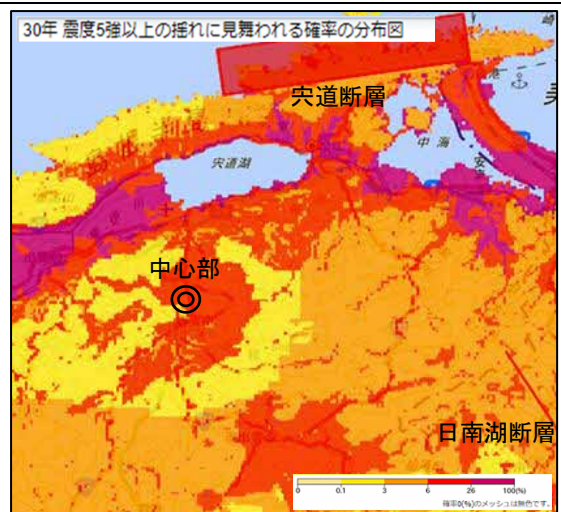 30年 震度5強以上の揺れに見舞われる確率の分布図
宍道断層
中海
宍道湖
中心部
日南湖断層
0 0.1 3 6 26 100(%)
確率0(%)のメッシュは無色です。